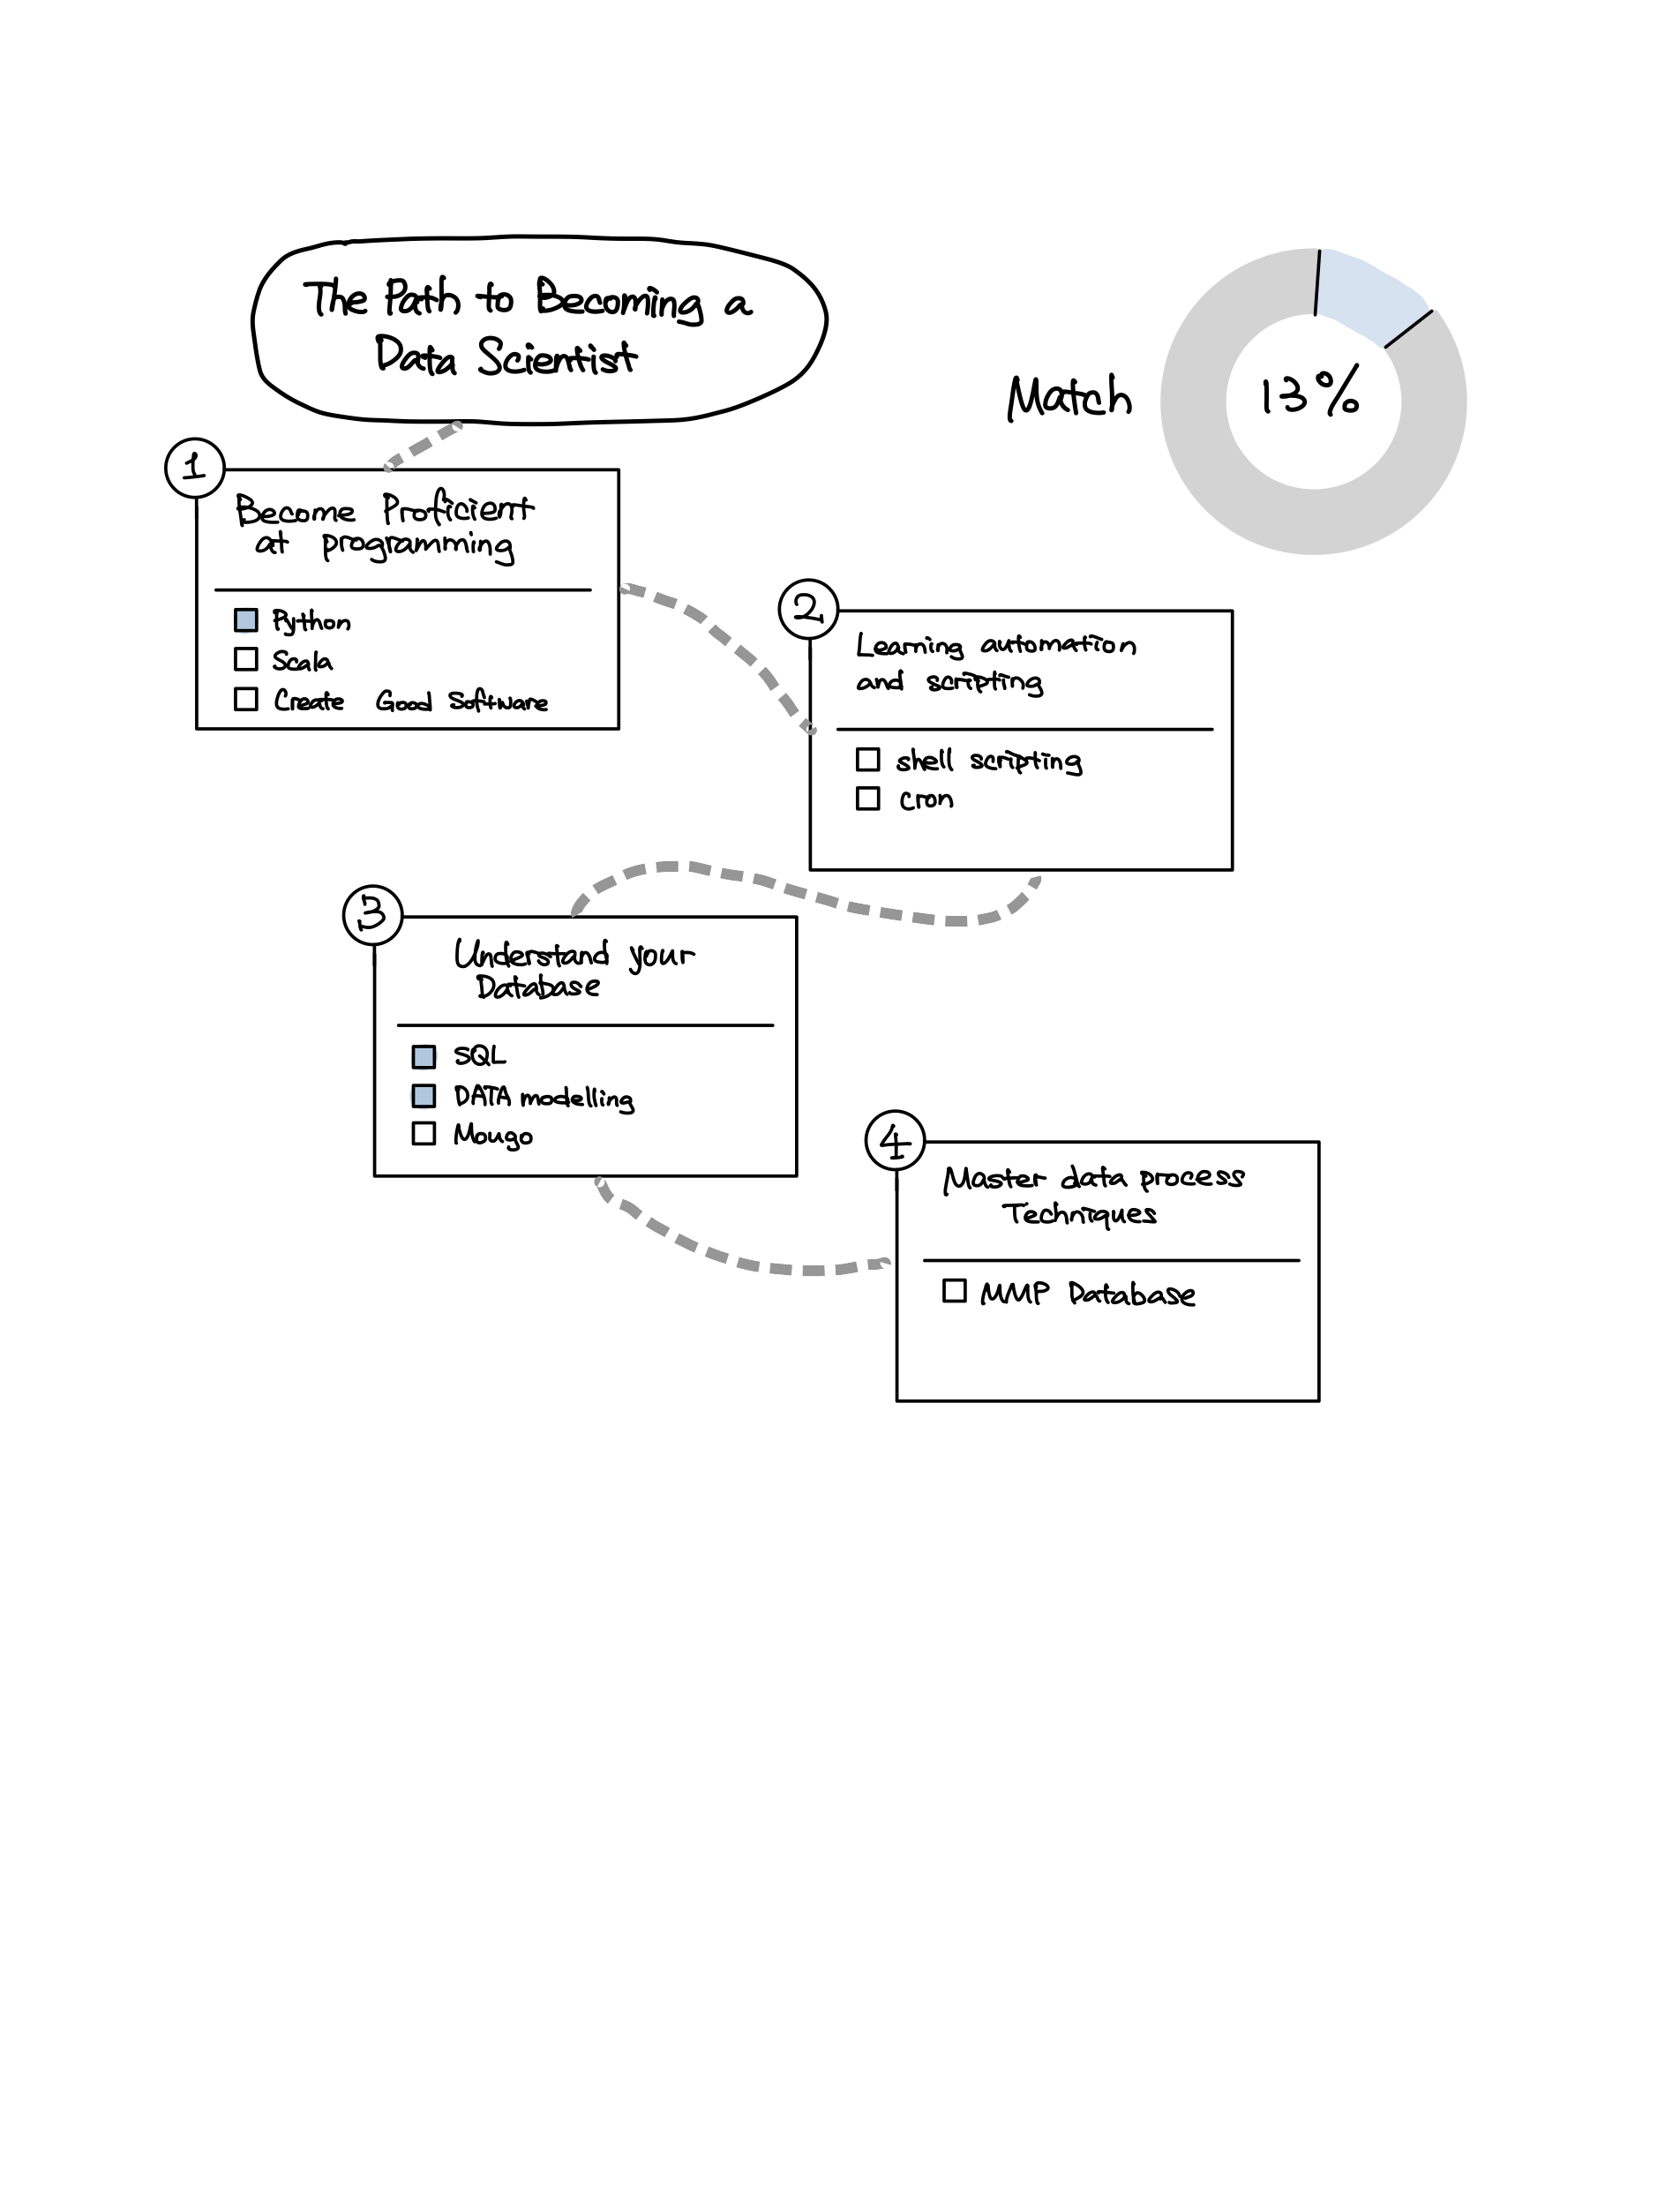 The Path to Becoming a
Data Scientist
Match
13%
1
Become Proficient
at programming
Python
Scala
Create Good Software
2
Learning automation
and scripting
shell scripting
cron
3
Understand your
Database
SQL
DATA modelling
Mongo
4
Master data process
Techniques
MMP Database